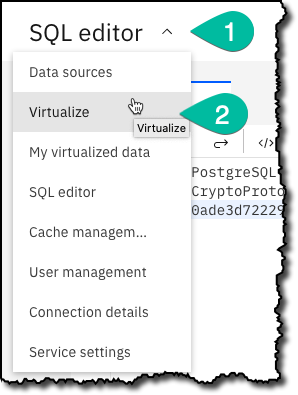 SQL editor
1
Data sources
Virtualize
2
Virtualize
My virtualized data
</>
PostgreSQL
SQL editor
CryptoProto
0ade3d72229
Cache managem...
User management
Connection details
Service settings